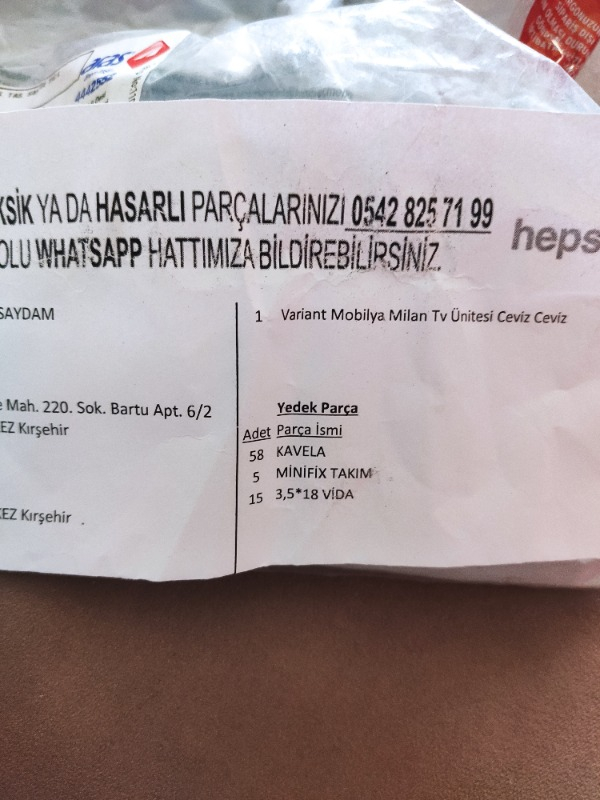 aras
4442552
KSİK YA DA HASARLI PARÇALARINIZI 0542 825 71 99
OLU WHATSAPP HATTIMIZA BİLDİREBİLİRSİNİZ.
heps
SAYDAM
1 Variant Mobilya Milan Tv Ünitesi Ceviz Ceviz
e Mah. 220. Sok. Bartu Apt. 6/2
EZ Kırşehir
EZ Kırşehir
Yedek Parça
Adet Parça İsmi
58 KAVELA
5 MİNİFİX TAKIM
15 3,5*18 VİDA